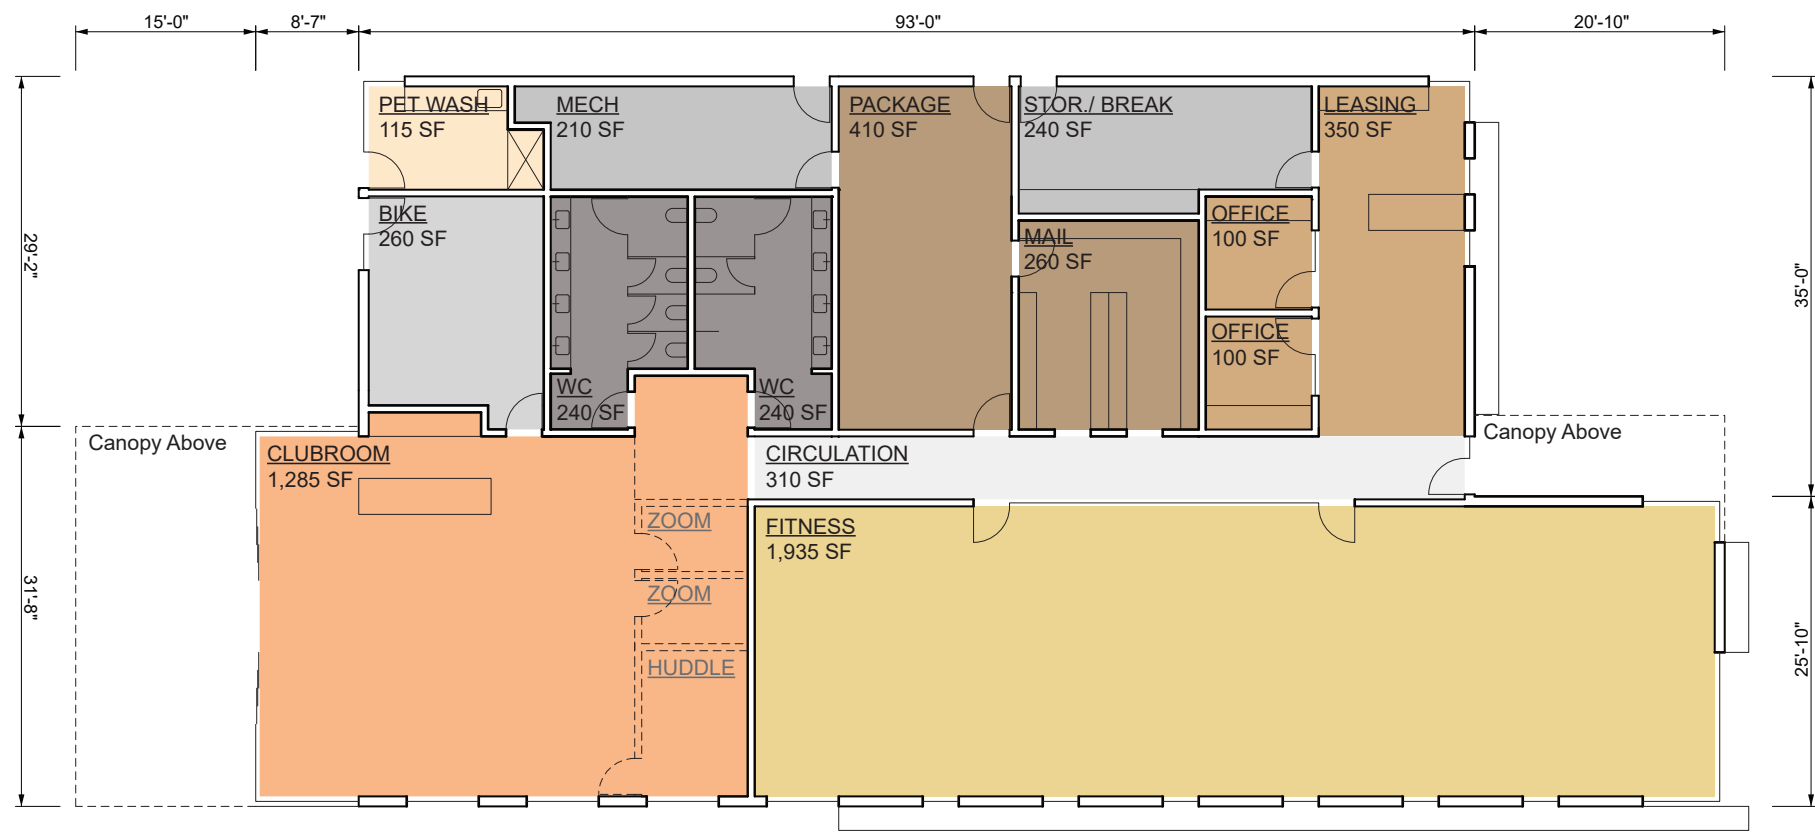 15'-0"
8'-7"
93'-0"
20'-10"
PET WASH
115 SF
MECH
210 SF
PACKAGE
410 SF
STOR./ BREAK
240 SF
LEASING
350 SF
BIKE
260 SF
OFFICE
100 SF
MAIL
260 SF
29'-2"
35'-0"
OFFICE
100 SF
WC
240 SF
WC
240 SF
Canopy Above
CLUBROOM
1,285 SF
CIRCULATION
310 SF
Canopy Above
ZOOM
FITNESS
1,935 SF
ZOOM
31'-8"
HUDDLE
25'-10"